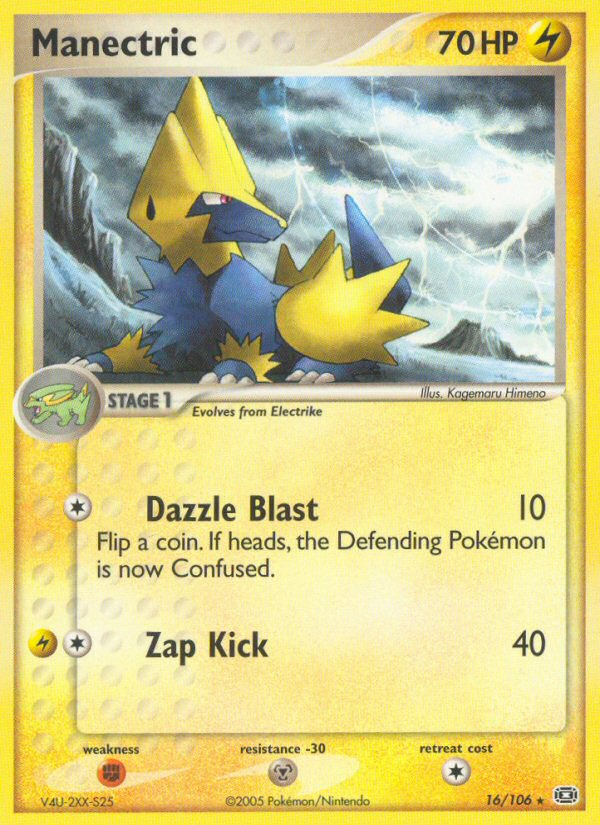 Manectric 70 HP
Illus. Kagemaru Himeno
STAGE 1
Evolves from Electrike
Dazzle Blast 10
Flip a coin. If heads, the Defending Pokémon
is now Confused.
Zap Kick 40
weakness resistance -30 retreat cost
V4U-2XX-S25 ©2005 Pokémon/Nintendo 16/106 ★